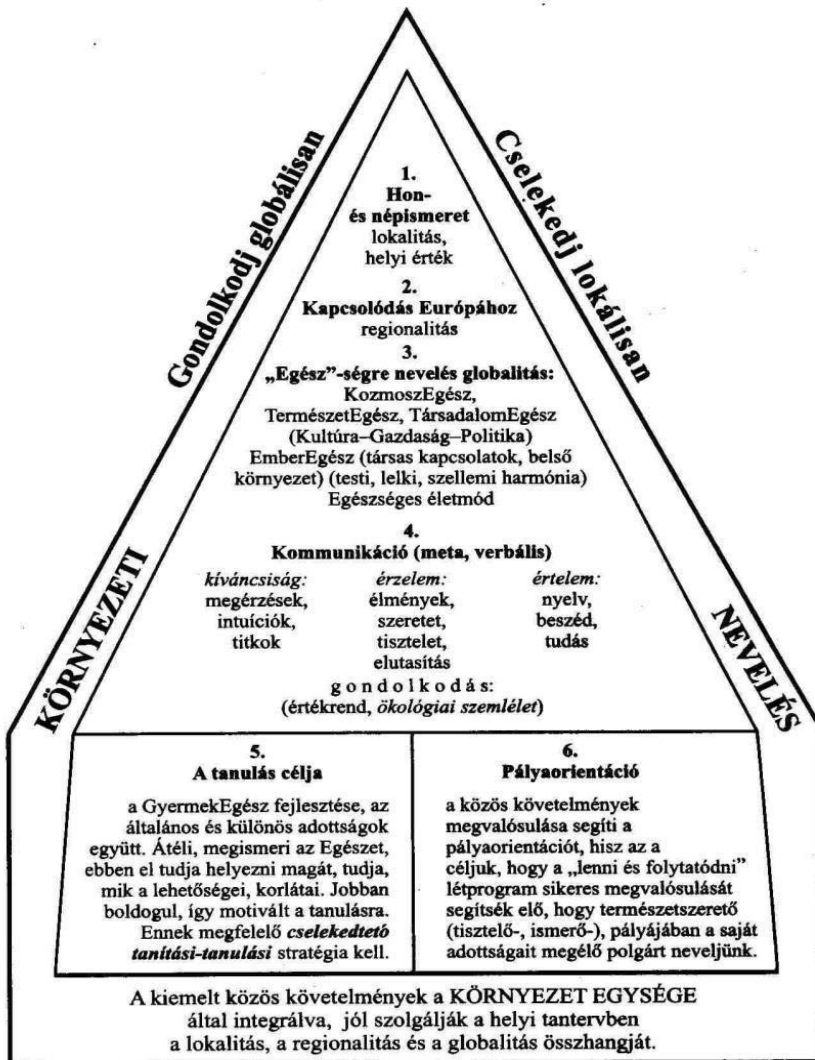 Gondolkodj globálisan
Cselekedj lokálisan
KÖRNYEZETI
NEVELÉS
1.
Hon-
és népismeret
lokalitás,
helyi érték
2.
Kapcsolódás Európához
regionalitás
3.
„Egész”-ségre nevelés globalitás:
KozmoszEgész,
TermészetEgész, TársadalomEgész
(Kultúra–Gazdaság–Politika)
EmberEgész (társas kapcsolatok, belső
környezet) (testi, lelki, szellemi harmónia)
Egészséges életmód
4.
Kommunikáció (meta, verbális)
kíváncsiság:
megérzések,
intuíciók,
titkok
érzelem:
élmények,
szeretet,
tisztelet,
elutasítás
értelem:
nyelv,
beszéd,
tudás
gondolkodás:
(értékrend, ökológiai szemlélet)
5.
A tanulás célja
a GyermekEgész fejlesztése, az
általános és különös adottságok
együtt. Átéli, megismeri az Egészet,
ebben el tudja helyezni magát, tudja,
mik a lehetőségei, korlátai. Jobban
boldogul, így motivált a tanulásra.
Ennek megfelelő cselekedtető
tanítási-tanulási stratégia kell.
6.
Pályaorientáció
a közös követelmények
megvalósulása segíti a
pályaorientációt, hisz az a
céljuk, hogy a „lenni és folytatódni”
létprogram sikeres megvalósulását
segítsék elő, hogy természetszerető
(tisztelő-, ismerő-), pályájában a saját
adottságait megélő polgárt neveljünk.
A kiemelt közös követelmények a KÖRNYEZET EGYSÉGE
által integrálva, jól szolgálják a helyi tantervben
a lokalitás, a regionalitás és a globalitás összhangját.